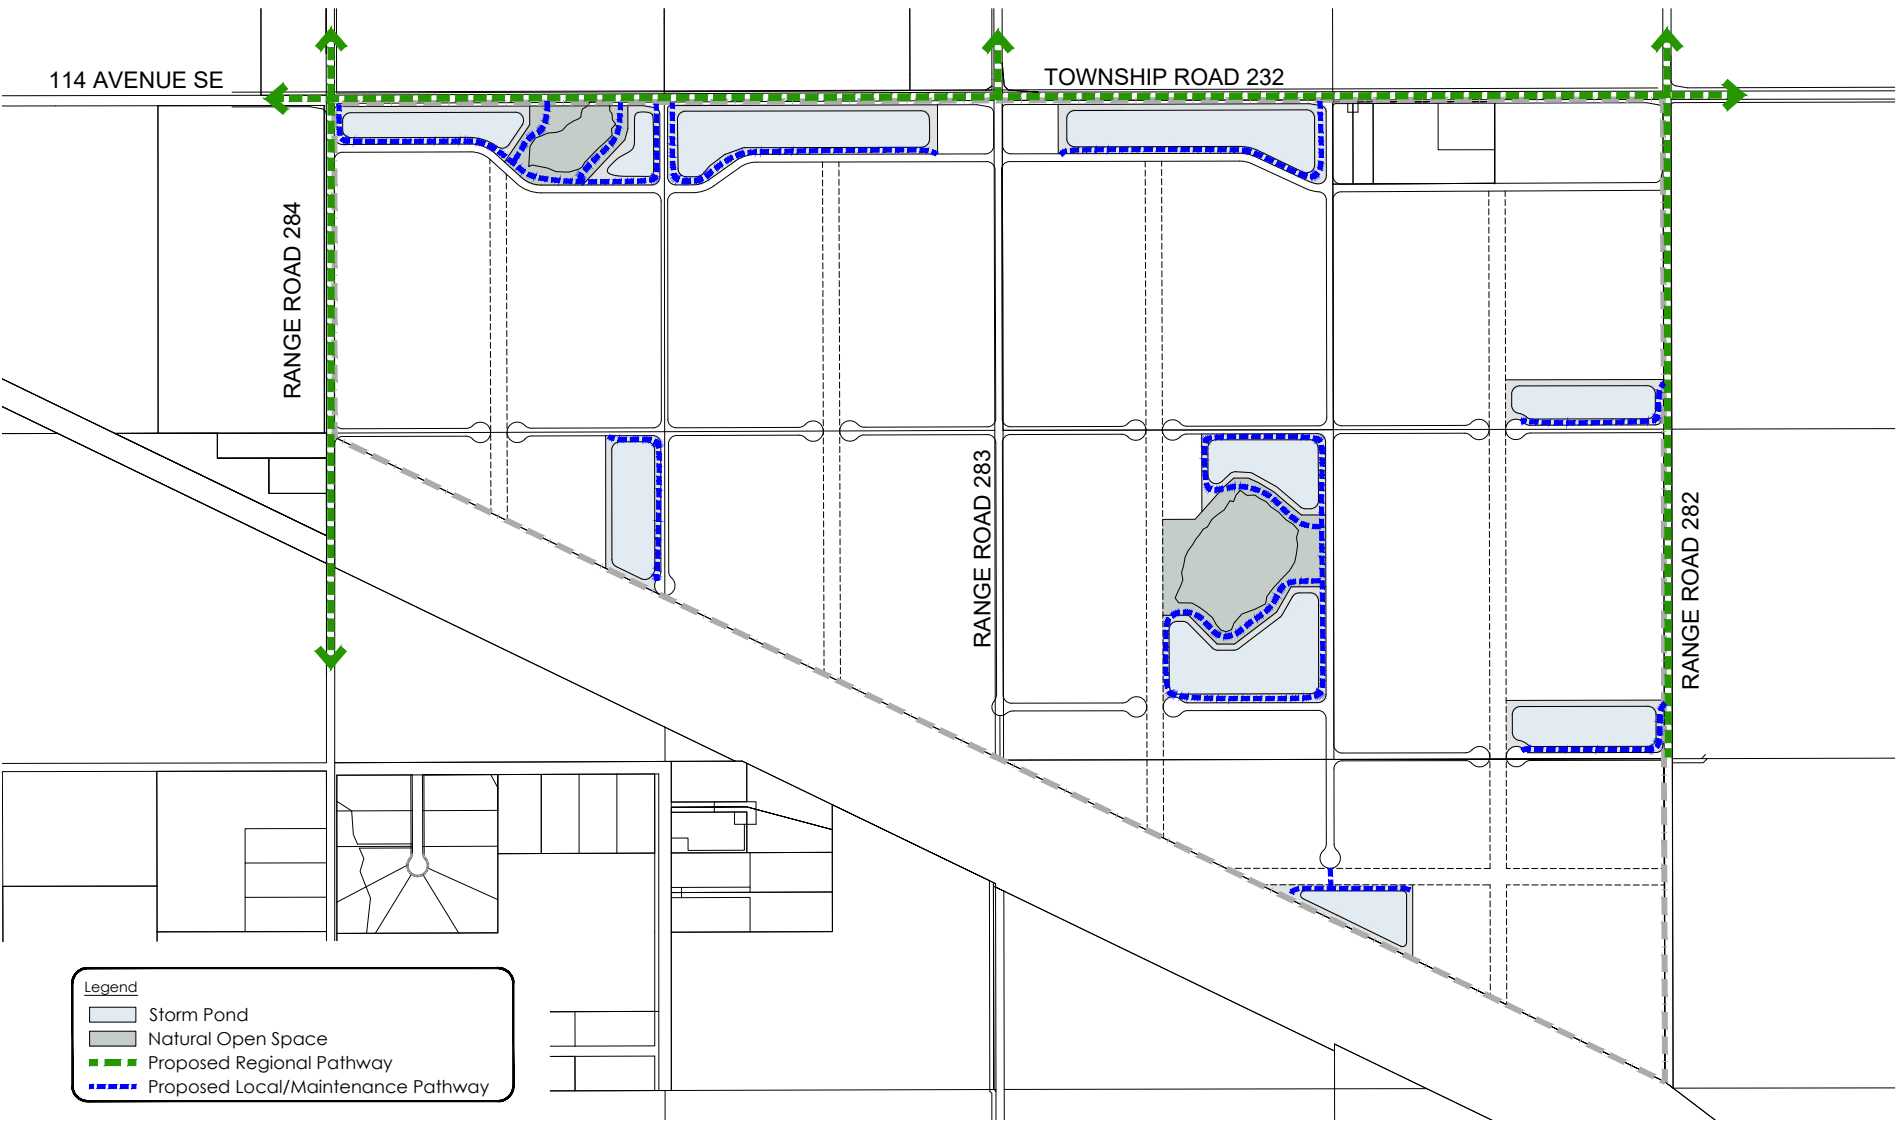 114 AVENUE SE
TOWNSHIP ROAD 232
RANGE ROAD 284
RANGE ROAD 283
RANGE ROAD 282
Legend
Storm Pond
Natural Open Space
Proposed Regional Pathway
Proposed Local/Maintenance Pathway